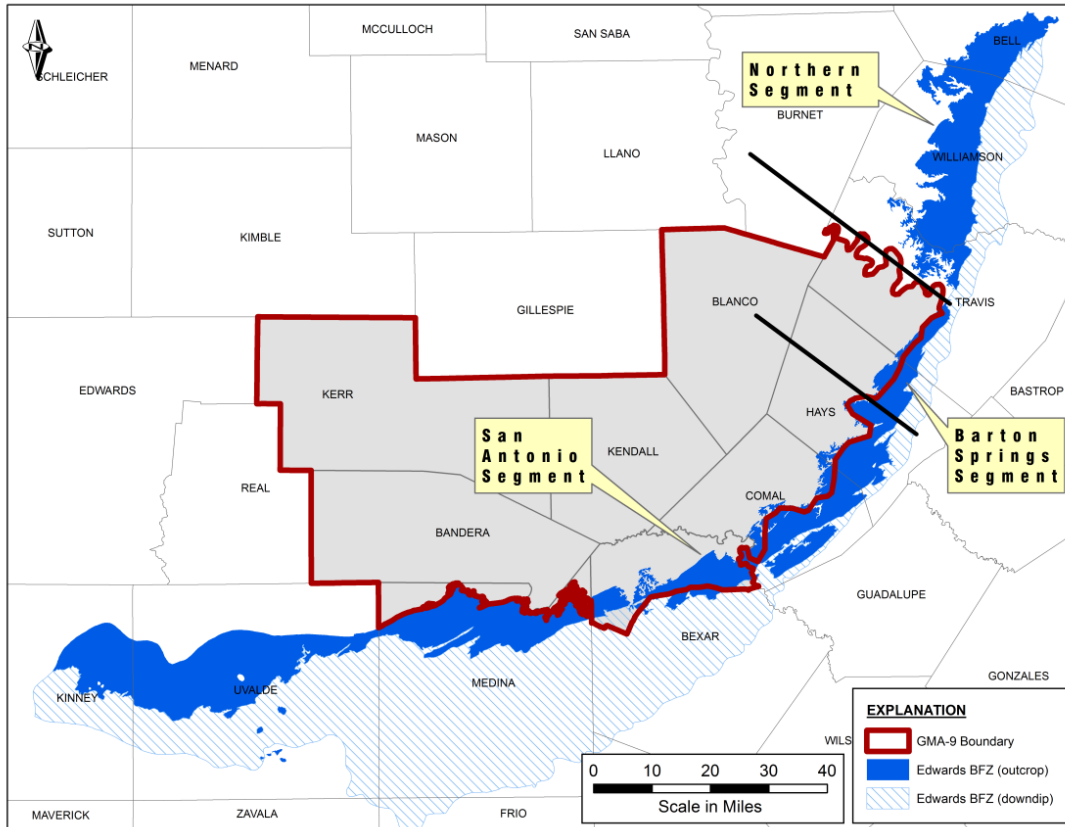 N
MCCULLOCH
SAN SABA
BELL
SCHLEICHER
MENARD
Northern
Segment
BURNET
MASON
LLANO
WILLIAMSON
SUTTON
KIMBLE
GILLESPIE
BLANCO
TRAVIS
EDWARDS
KERR
BASTROP
HAYS
San
Antonio
Segment
KENDALL
Barton
Springs
Segment
REAL
COMAL
BANDERA
GUADALUPE
BEXAR
KINNEY
UVALDE
MEDINA
GONZALES
WILS
MAVERICK
ZAVALA
FRIO
0 10 20 30 40
Scale in Miles
EXPLANATION
GMA-9 Boundary
Edwards BFZ (outcrop)
Edwards BFZ (downdip)